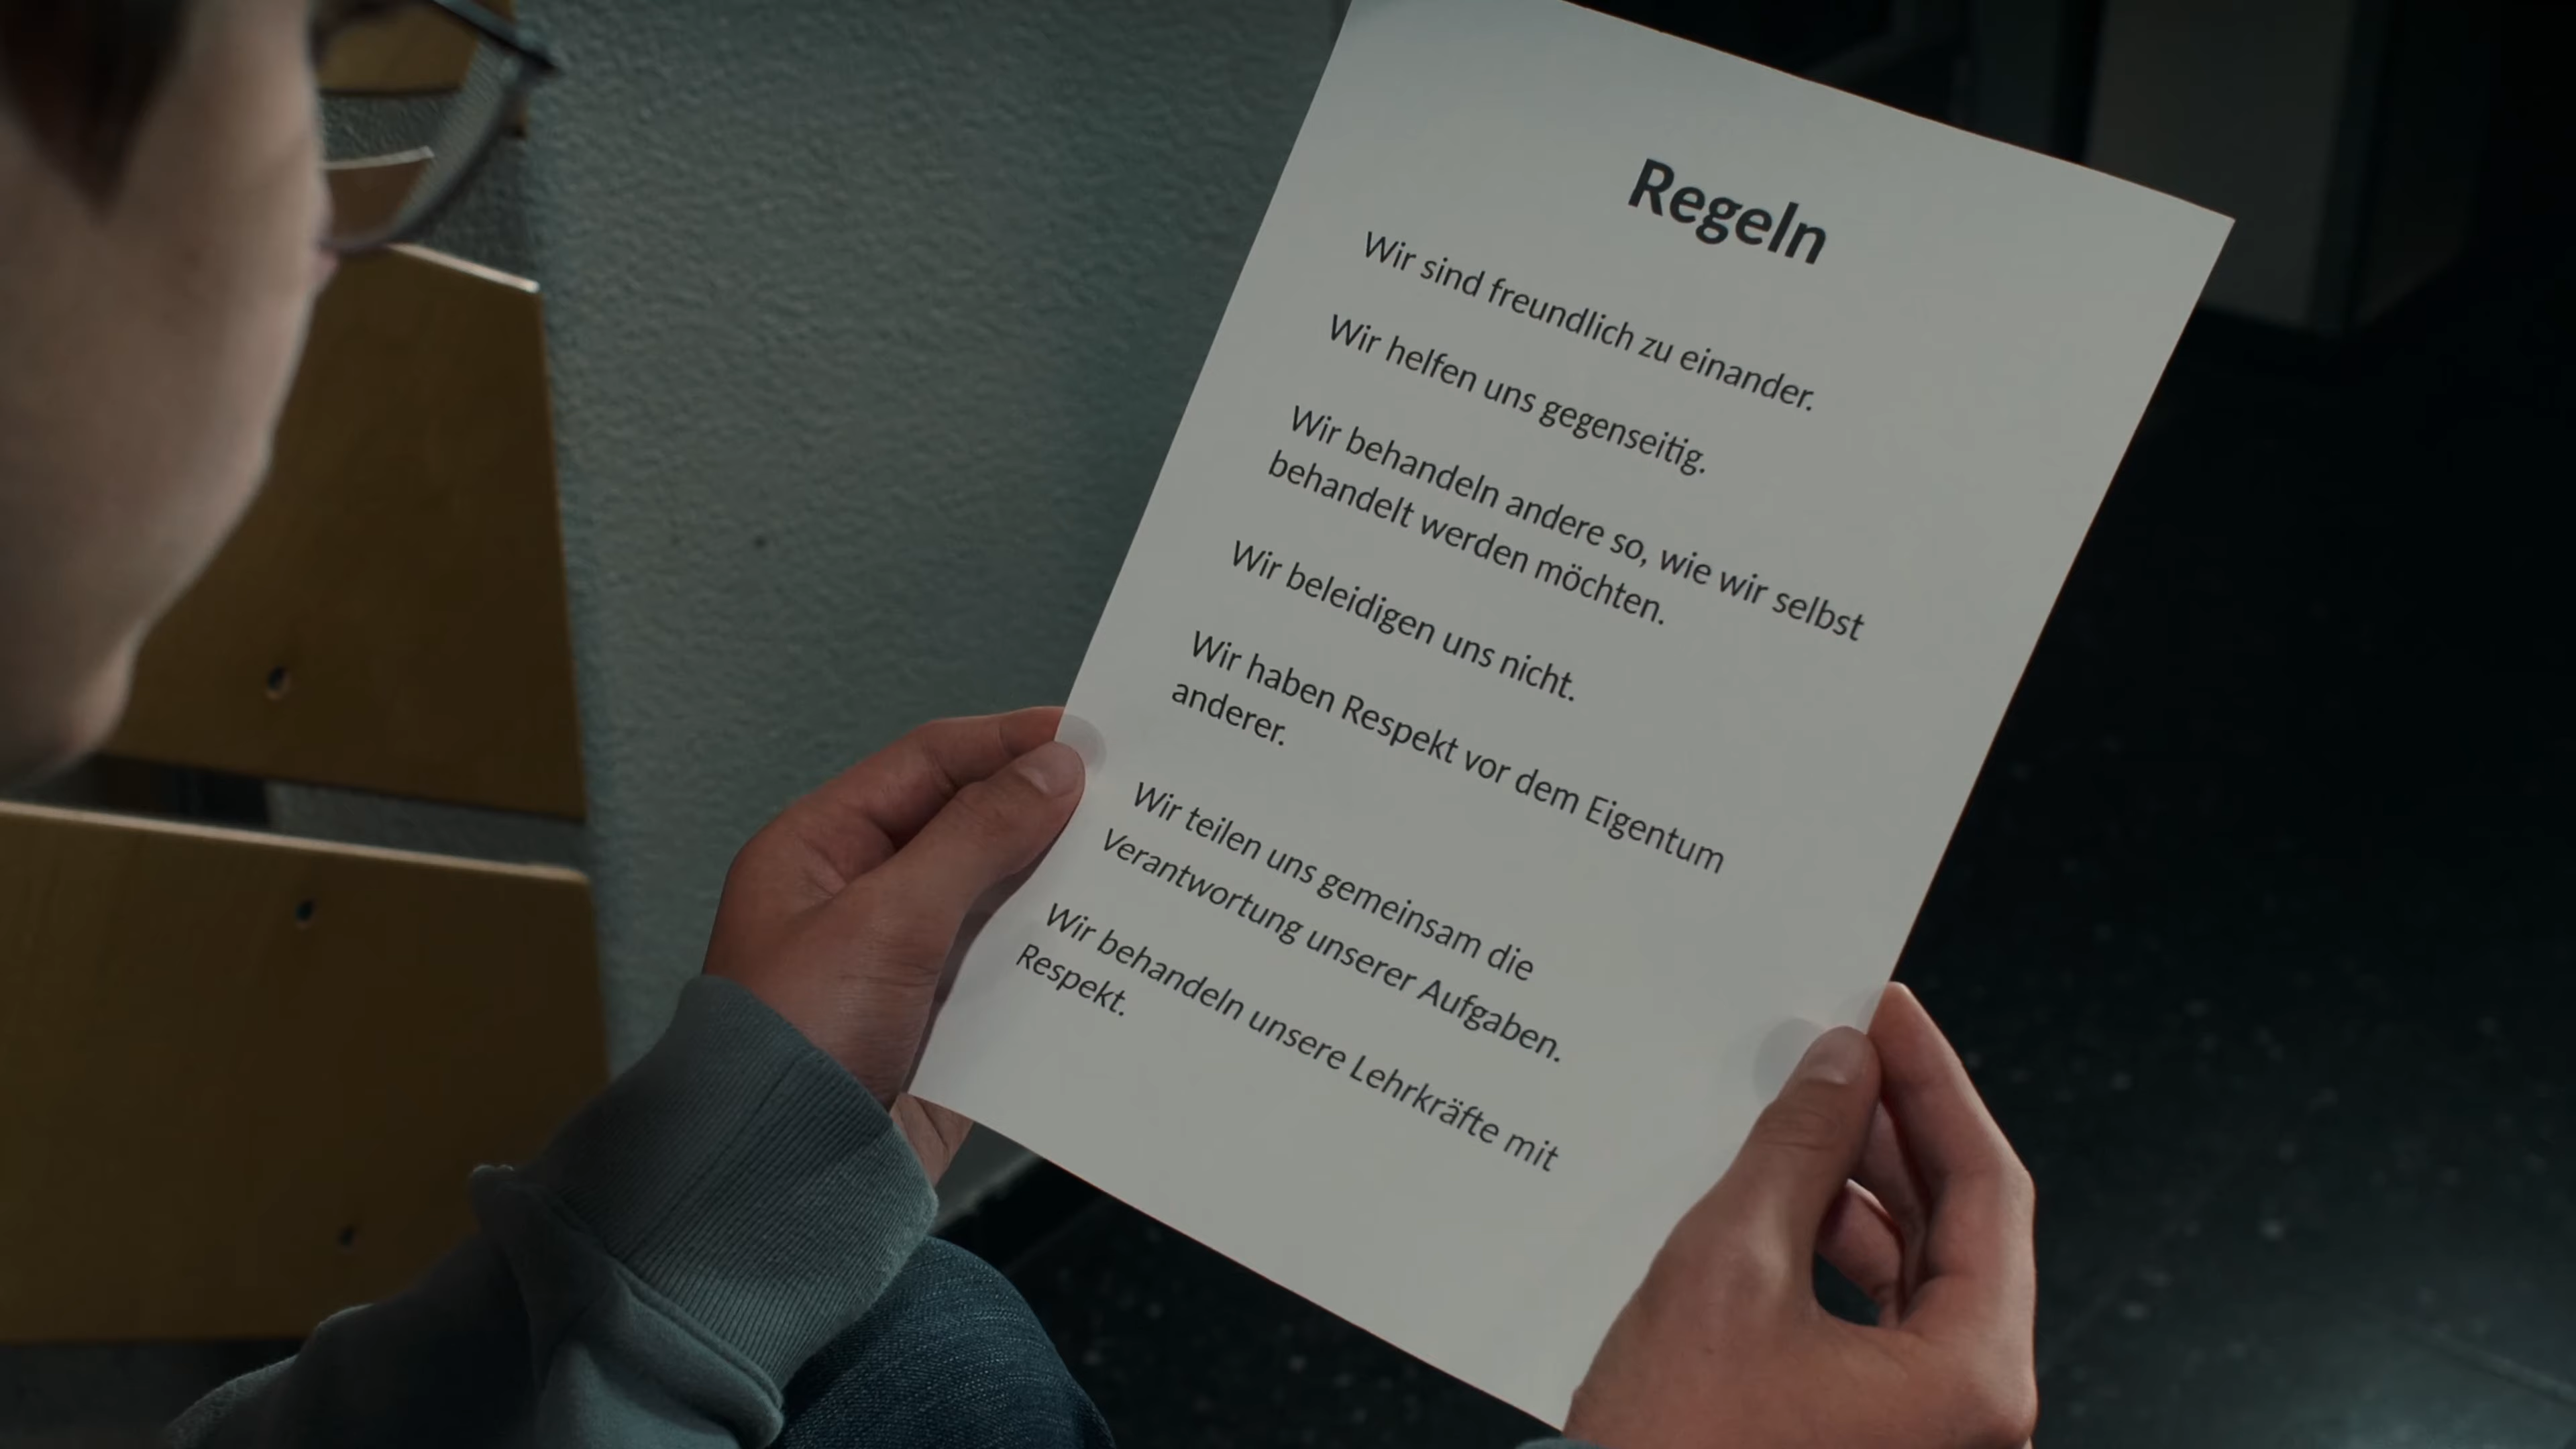 Regeln
Wir sind freundlich zu einander.
Wir helfen uns gegenseitig.
Wir behandeln andere so, wie wir selbst
behandelt werden möchten.
Wir beleidigen uns nicht.
Wir haben Respekt vor dem Eigentum
anderer.
Wir teilen uns gemeinsam die
Verantwortung unserer Aufgaben.
Wir behandeln unsere Lehrkräfte mit
Respekt.